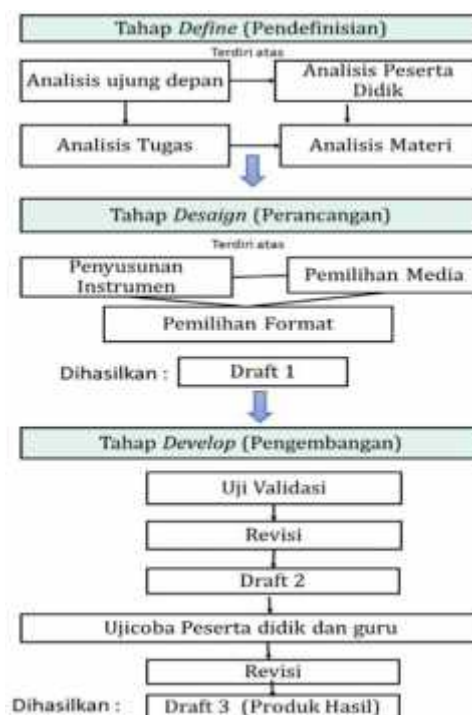 Tahap Define (Pendefinisian)
Terdiri atas
Analisis ujung depan
Analisis Peserta
Didik
Analisis Tugas
Analisis Materi
Tahap Desaign (Perancangan)
Terdiri atas
Penyusunan
Instrumen
Pemilihan Media
Pemilihan Format
Dihasilkan :
Draft 1
Tahap Develop (Pengembangan)
Uji Validasi
Revisi
Draft 2
Ujicoba Peserta didik dan guru
Revisi
Dihasilkan :
Draft 3 (Produk Hasil)